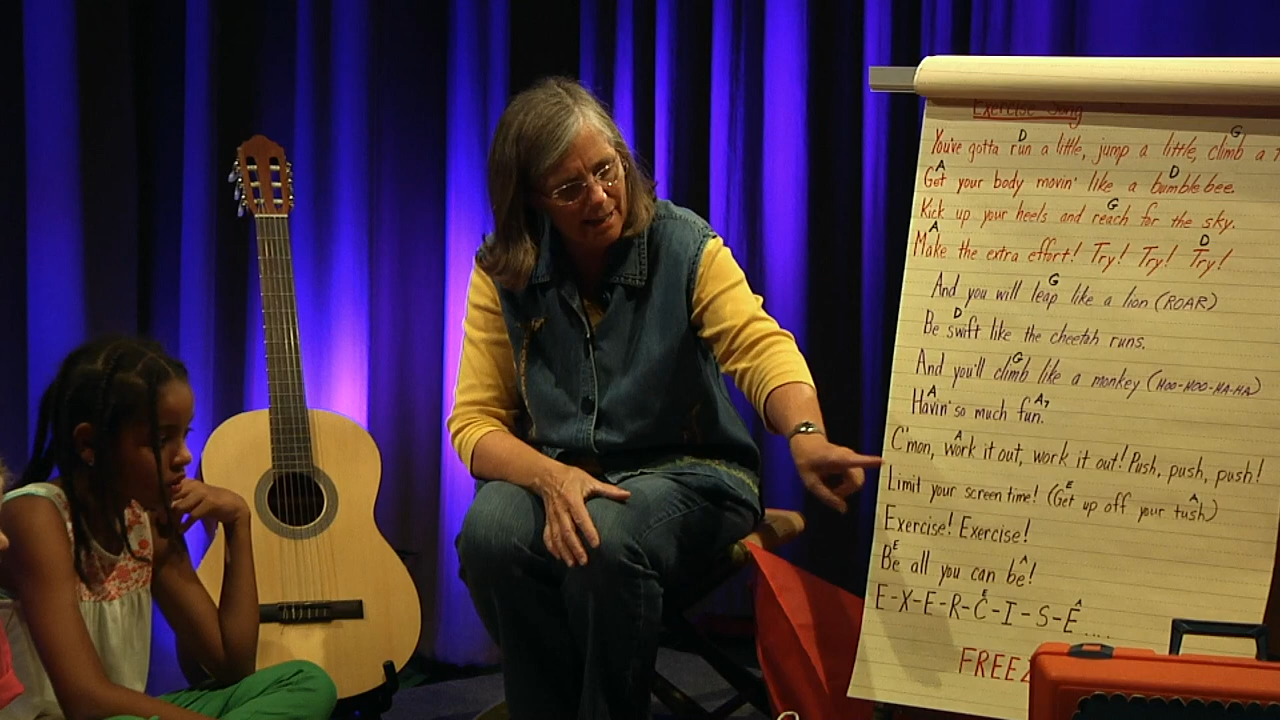 Exercise Song
You've gotta run a little, jump a little, climb a
Get your body movin' like a bumblebee.
Kick up your heels and reach for the sky.
Make the extra effort! Try! Try! Try!
And you will leap like a lion (ROAR)
Be swift like the cheetah runs.
And you'll climb like a monkey (HOO-HOO-HA-HA)
Havin' so much fun.
C'mon, work it out, work it out! Push, push, push!
Limit your screen time! (Get up off your tush)
Exercise! Exercise!
Be all you can be!
E-X-E-R-C-I-S-E....
FREEZ